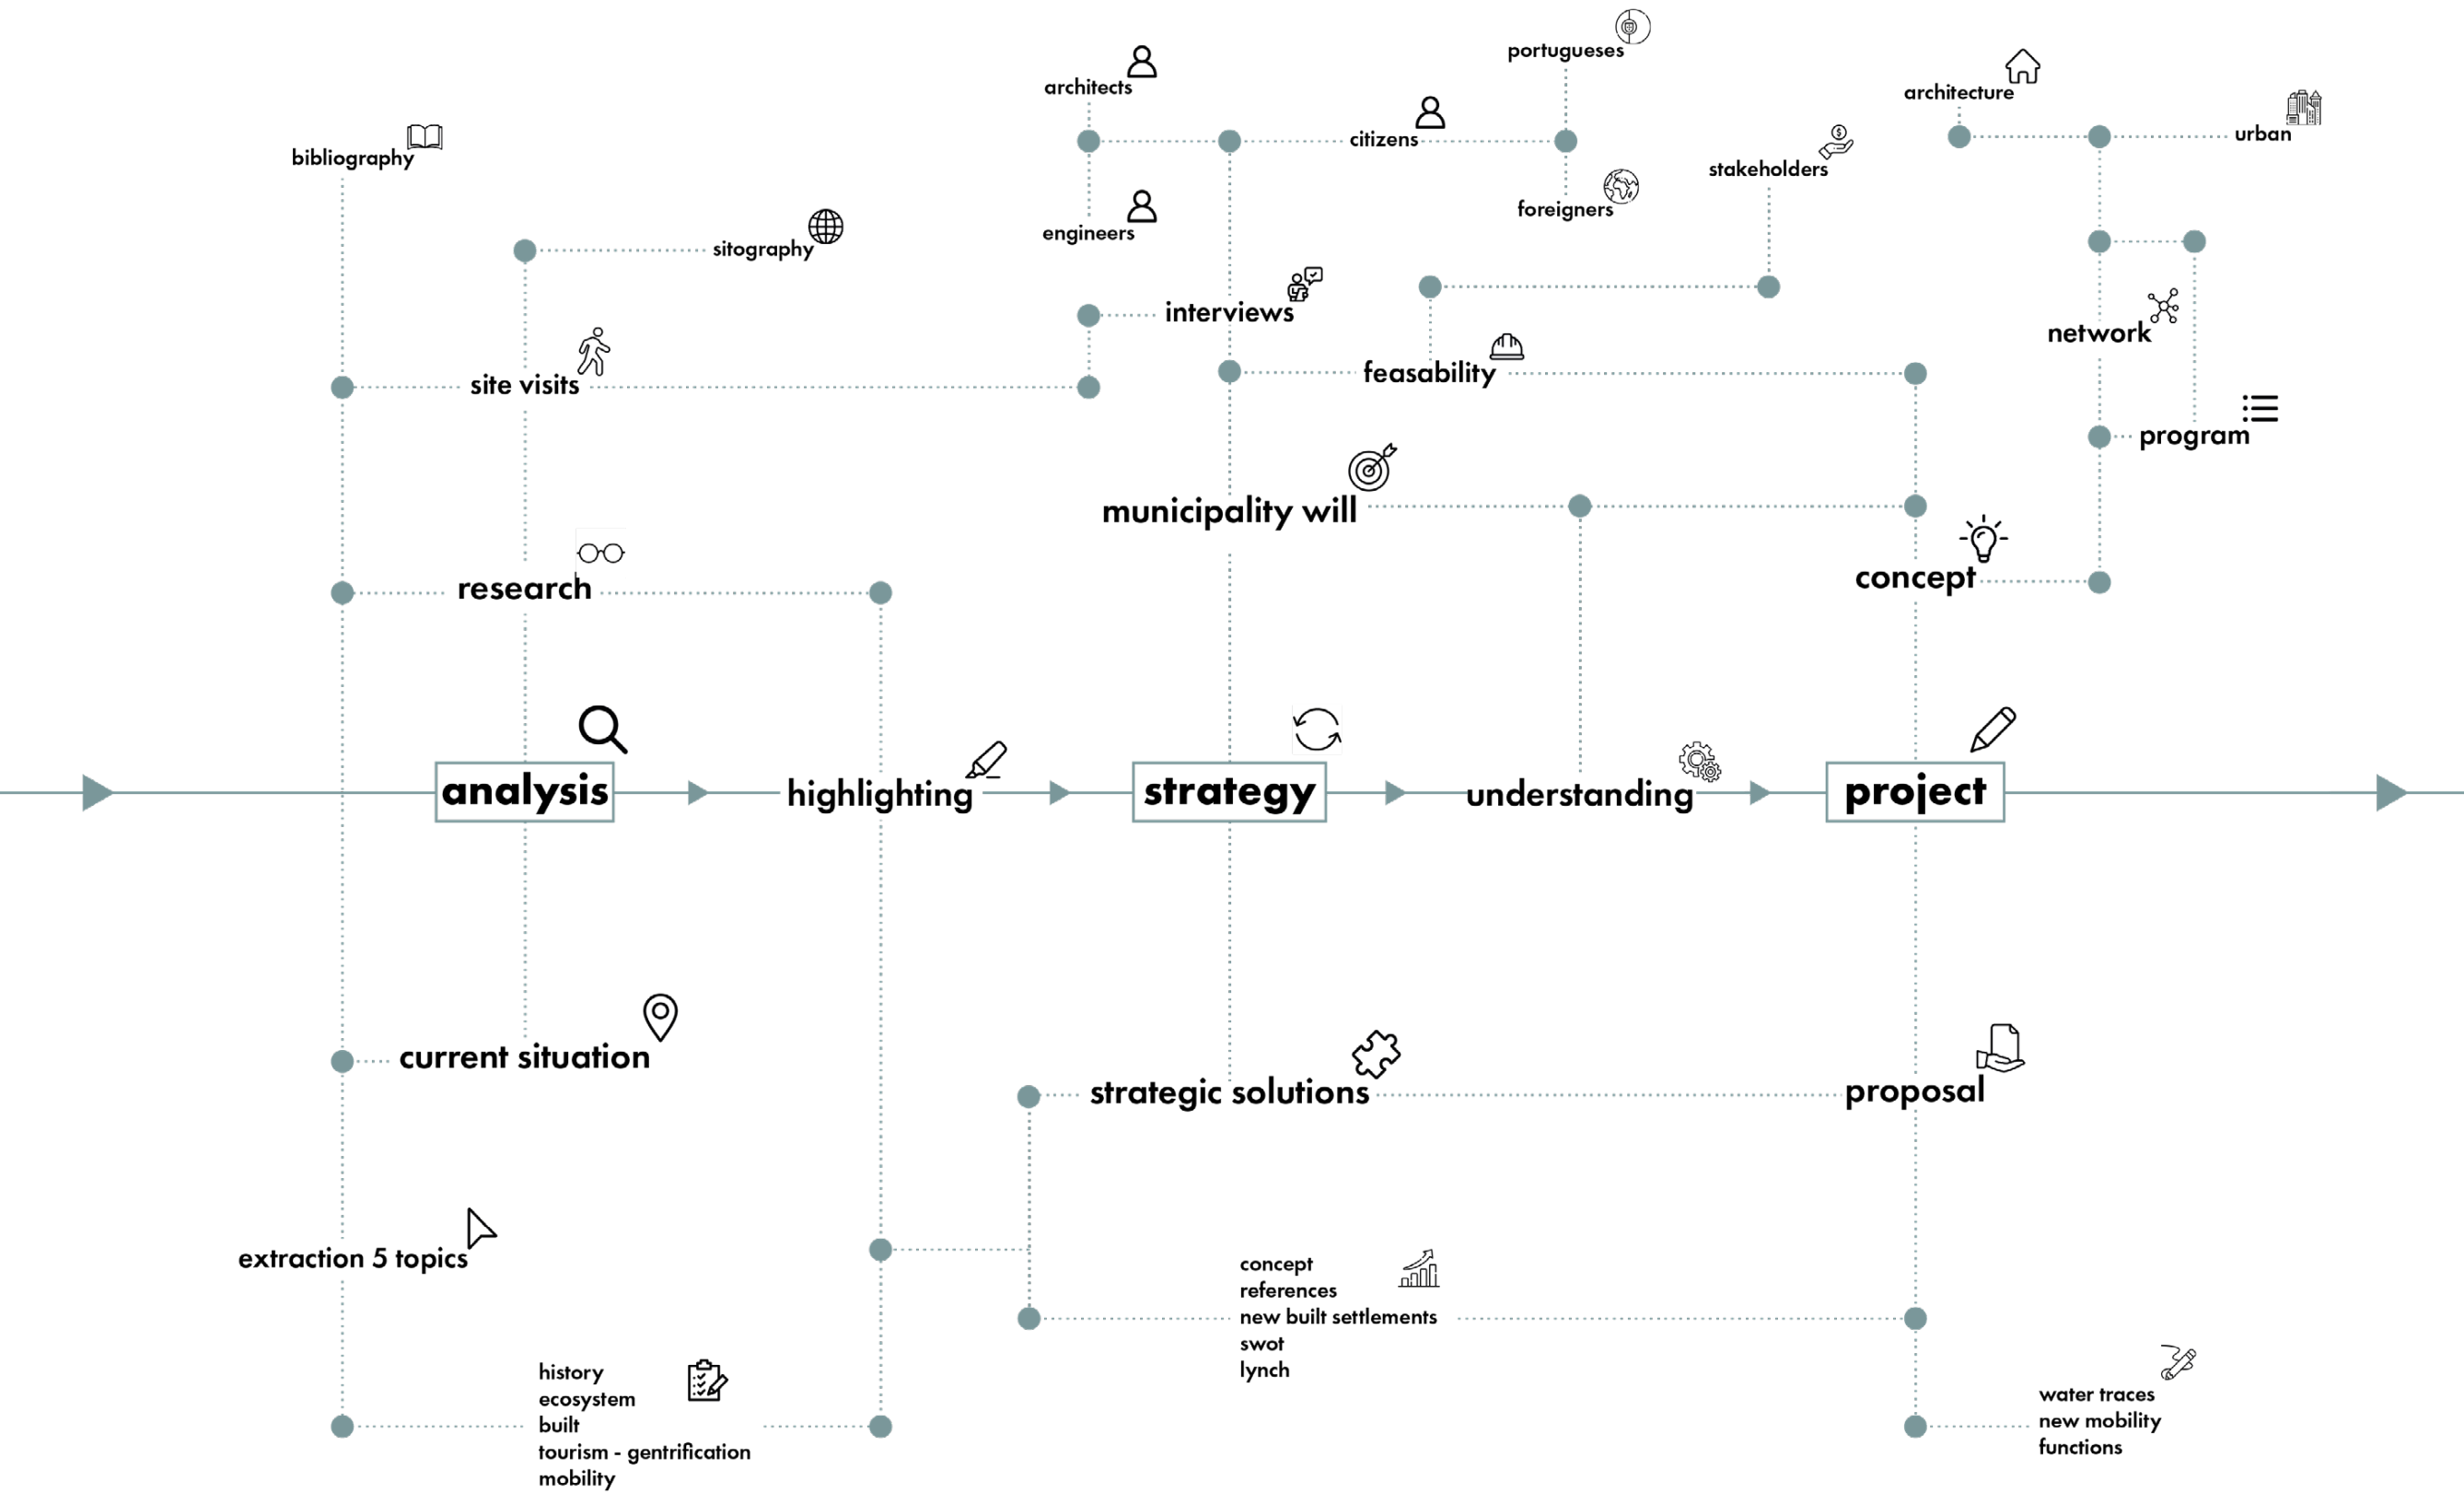 portugueses
architects
architecture
bibliography
citizens
urban
stakeholders
foreigners
engineers
sitography
interviews
network
site visits
feasability
program
municipality will
research
concept
analysis
highlighting
strategy
understanding
project
current situation
strategic solutions
proposal
extraction 5 topics
concept
references
new built settlements
swot
lynch
history
ecosystem
built
tourism - gentrification
mobility
water traces
new mobility
functions